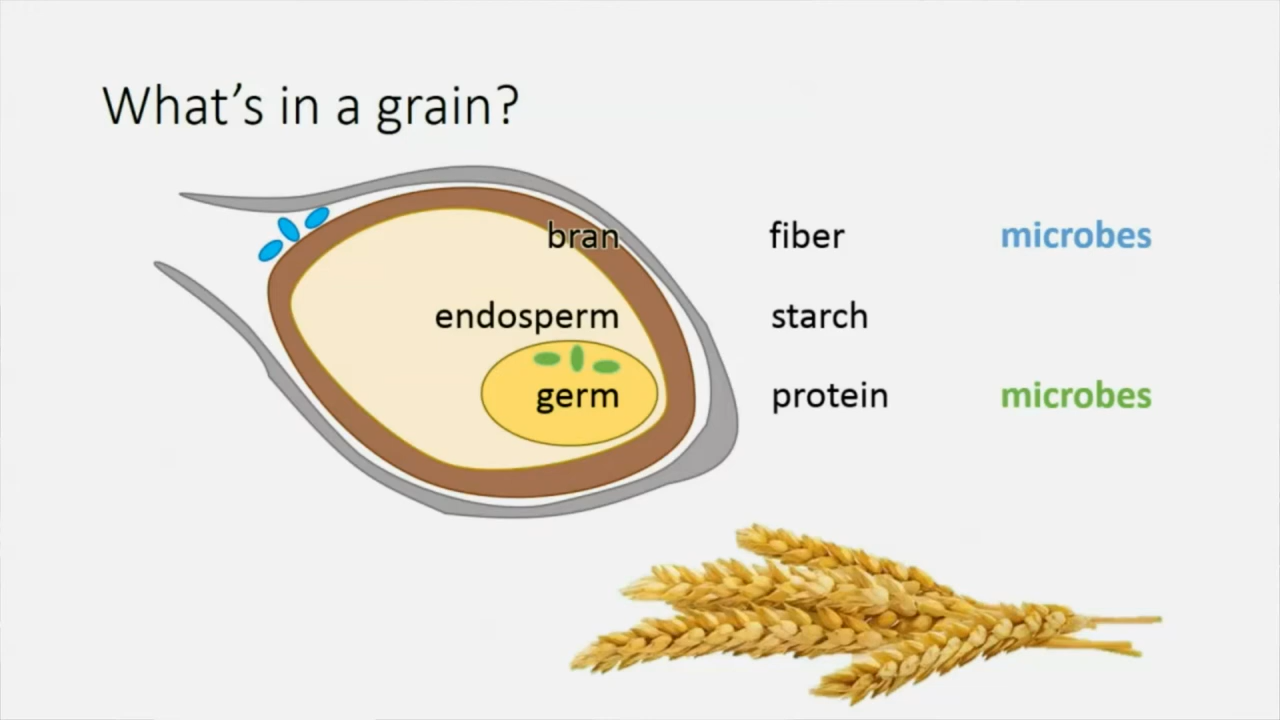 What's in a grain?
bran fiber microbes
endosperm starch
germ protein microbes